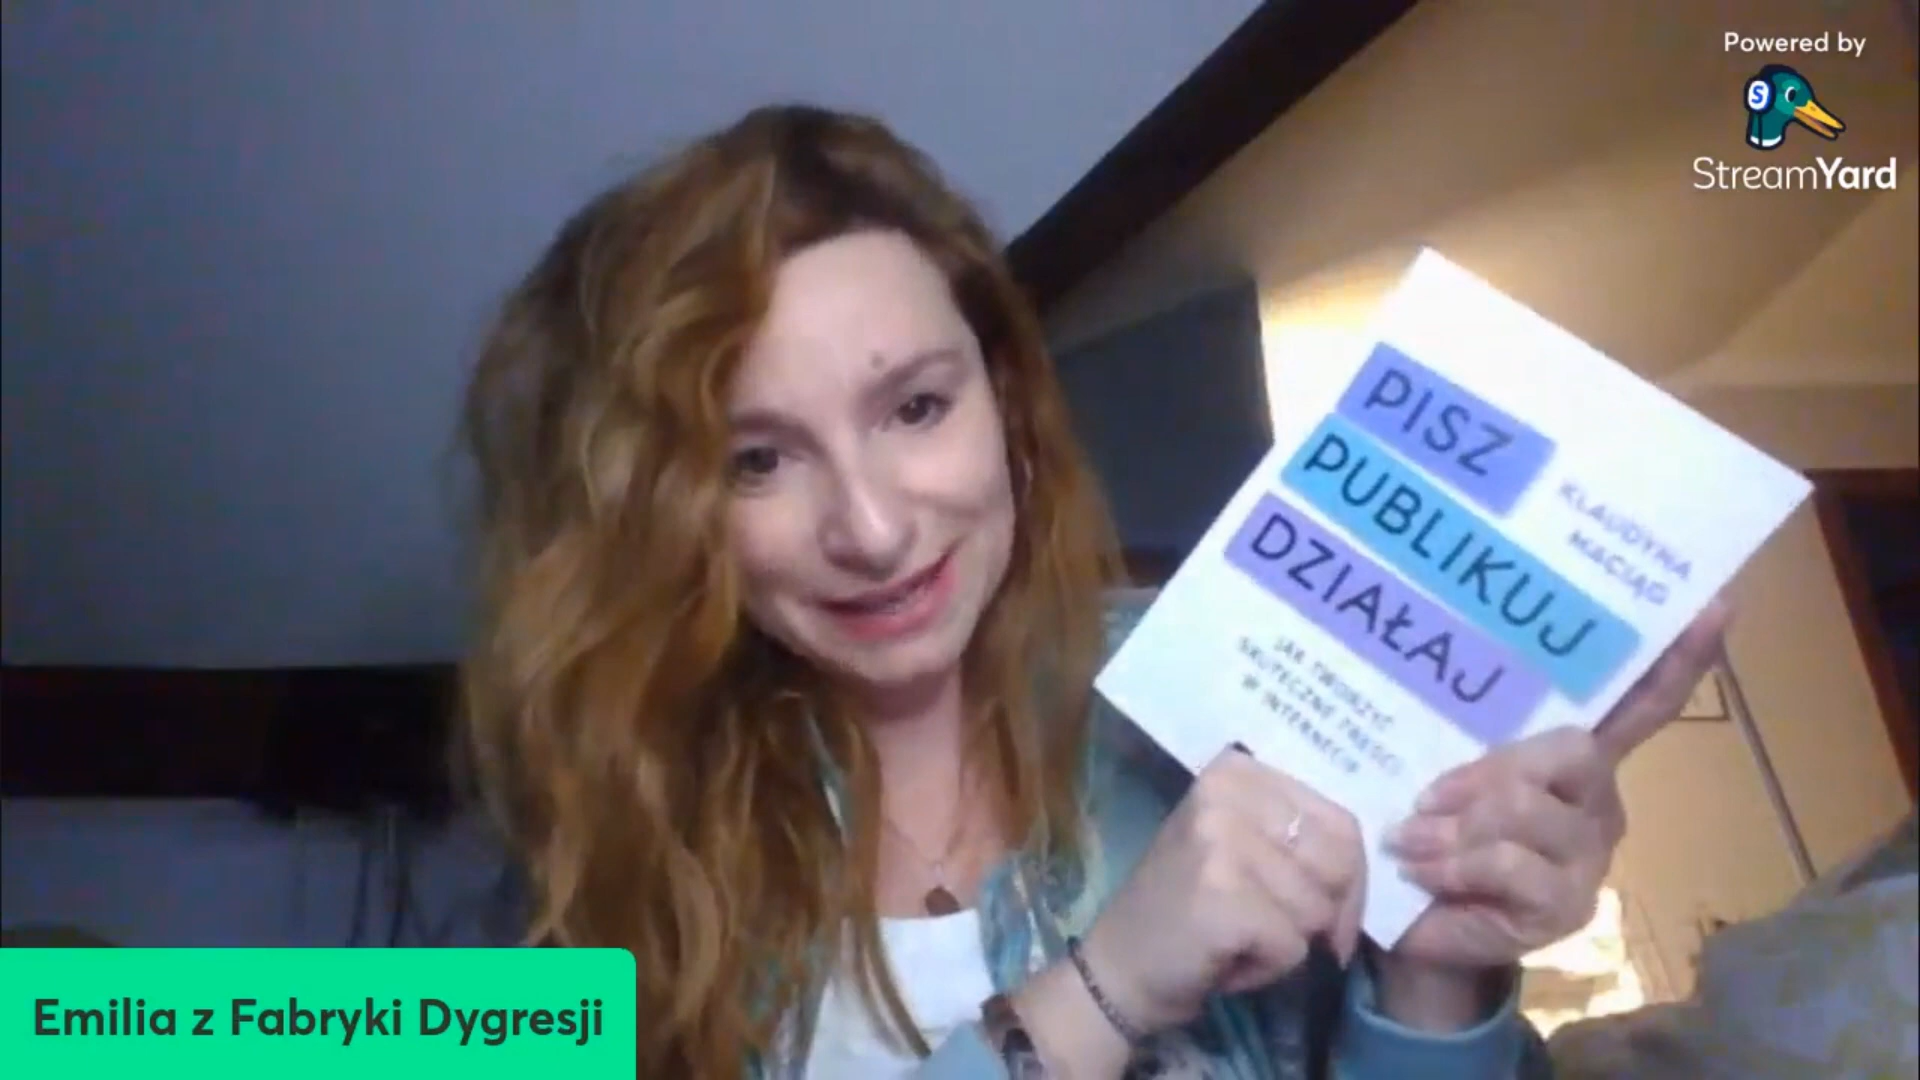 Powered by
StreamYard
PISZ
PUBLIKUJ
DZIAŁAJ
KLAUDYNA
MACIĄG
JAK TWORZYĆ
SKUTECZNE TREŚCI
W INTERNECIE
Emilia z Fabryki Dygresji